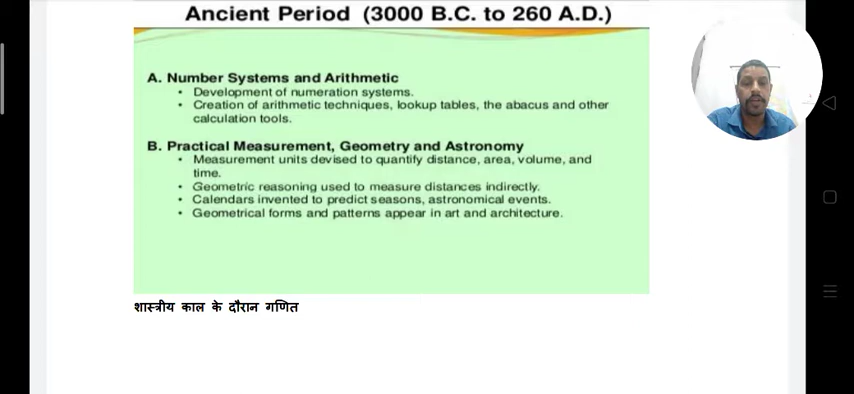 Ancient Period (3000 B.C. to 260 A.D.)
A. Number Systems and Arithmetic
• Development of numeration systems.
• Creation of arithmetic techniques, lookup tables, the abacus and other
calculation tools.
B. Practical Measurement, Geometry and Astronomy
• Measurement units devised to quantify distance, area, volume, and
time.
• Geometric reasoning used to measure distances indirectly.
• Calendars invented to predict seasons, astronomical events.
• Geometrical forms and patterns appear in art and architecture.
शास्त्रीय काल के दौरान गणित